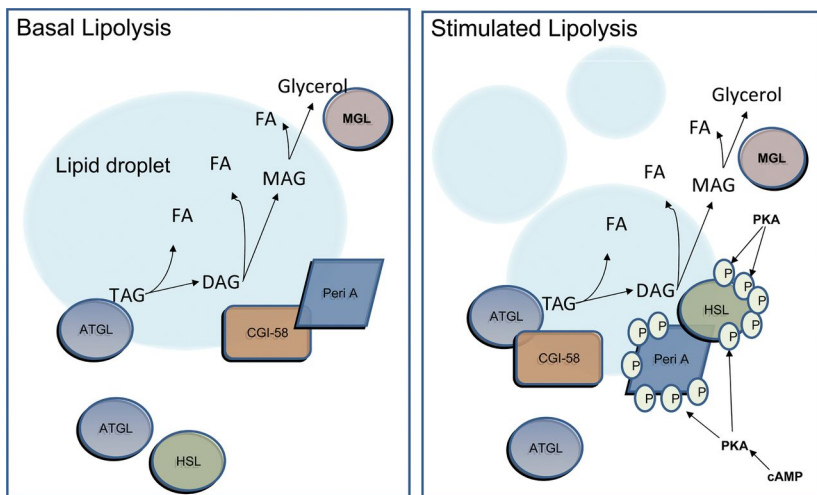 Basal Lipolysis
Glycerol
FA
MGL
Lipid droplet
FA
MAG
FA
TAG
DAG
Peri A
ATGL
CGI-58
ATGL
HSL
Stimulated Lipolysis
Glycerol
FA
MGL
FA
MAG
FA
PKA
P
P
TAG
DAG
P
ATGL
HSL
P
P
P
P
P
CGI-58
Peri A
P
P
P
P
P
ATGL
PKA
cAMP